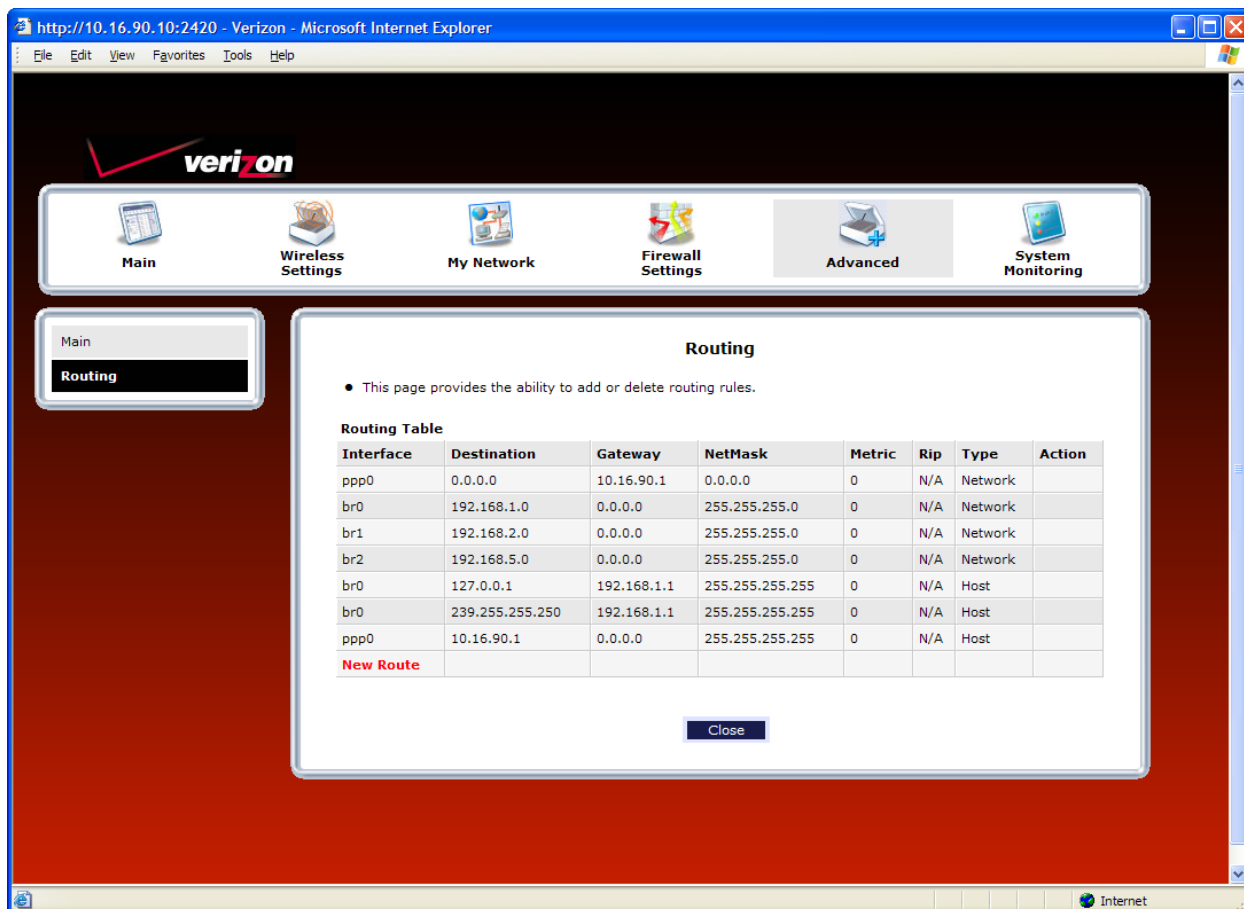 http://10.16.90.10:2420 - Verizon - Microsoft Internet Explorer
File Edit View Favorites Tools Help
verizon
Main
Wireless Settings
My Network
Firewall Settings
Advanced
System Monitoring
Main
Routing
Routing
• This page provides the ability to add or delete routing rules.
Routing Table
Interface Destination Gateway NetMask Metric Rip Type Action
ppp0 0.0.0.0 10.16.90.1 0.0.0.0 0 N/A Network
br0 192.168.1.0 0.0.0.0 255.255.255.0 0 N/A Network
br1 192.168.2.0 0.0.0.0 255.255.255.0 0 N/A Network
br2 192.168.5.0 0.0.0.0 255.255.255.0 0 N/A Network
br0 127.0.0.1 192.168.1.1 255.255.255.255 0 N/A Host
br0 239.255.255.250 192.168.1.1 255.255.255.255 0 N/A Host
ppp0 10.16.90.1 0.0.0.0 255.255.255.255 0 N/A Host
New Route
Close
Internet